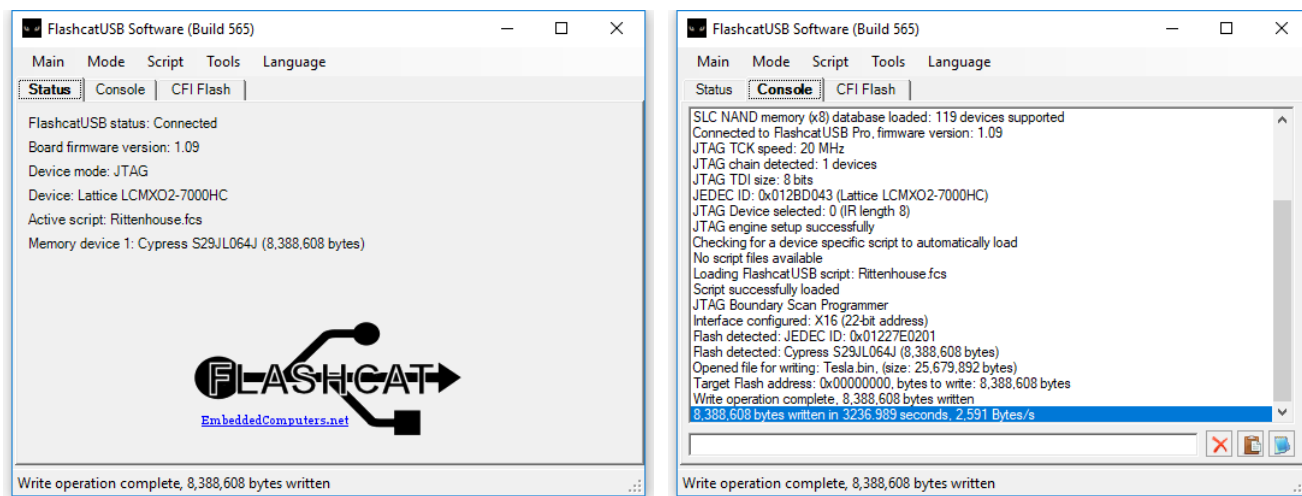 FlashcatUSB Software (Build 565)
Main Mode Script Tools Language
Status Console CFI Flash
FlashcatUSB status: Connected
Board firmware version: 1.09
Device mode: JTAG
Device: Lattice LCMXO2-7000HC
Active script: Rittenhouse.fcs
Memory device 1: Cypress S29JL064J (8,388,608 bytes)
FLASHCAT
EmbeddedComputers.net
Write operation complete, 8,388,608 bytes written
FlashcatUSB Software (Build 565)
Main Mode Script Tools Language
Status Console CFI Flash
SLC NAND memory (x8) database loaded: 119 devices supported
Connected to FlashcatUSB Pro, firmware version: 1.09
JTAG TCK speed: 20 MHz
JTAG chain detected: 1 devices
JTAG TDI size: 8 bits
JEDEC ID: 0x012BD043 (Lattice LCMXO2-7000HC)
JTAG Device selected: 0 (IR length 8)
JTAG engine setup successfully
Checking for a device specific script to automatically load
No script files available
Loading FlashcatUSB script: Rittenhouse.fcs
Script successfully loaded
JTAG Boundary Scan Programmer
Interface configured: X16 (22-bit address)
Flash detected: JEDEC ID: 0x01227E0201
Flash detected: Cypress S29JL064J (8,388,608 bytes)
Opened file for writing: Tesla.bin, (size: 25,679,892 bytes)
Target Flash address: 0x00000000, bytes to write: 8,388,608 bytes
Write operation complete, 8,388,608 bytes written
8,388,608 bytes written in 3236.989 seconds, 2,591 Bytes/s
Write operation complete, 8,388,608 bytes written